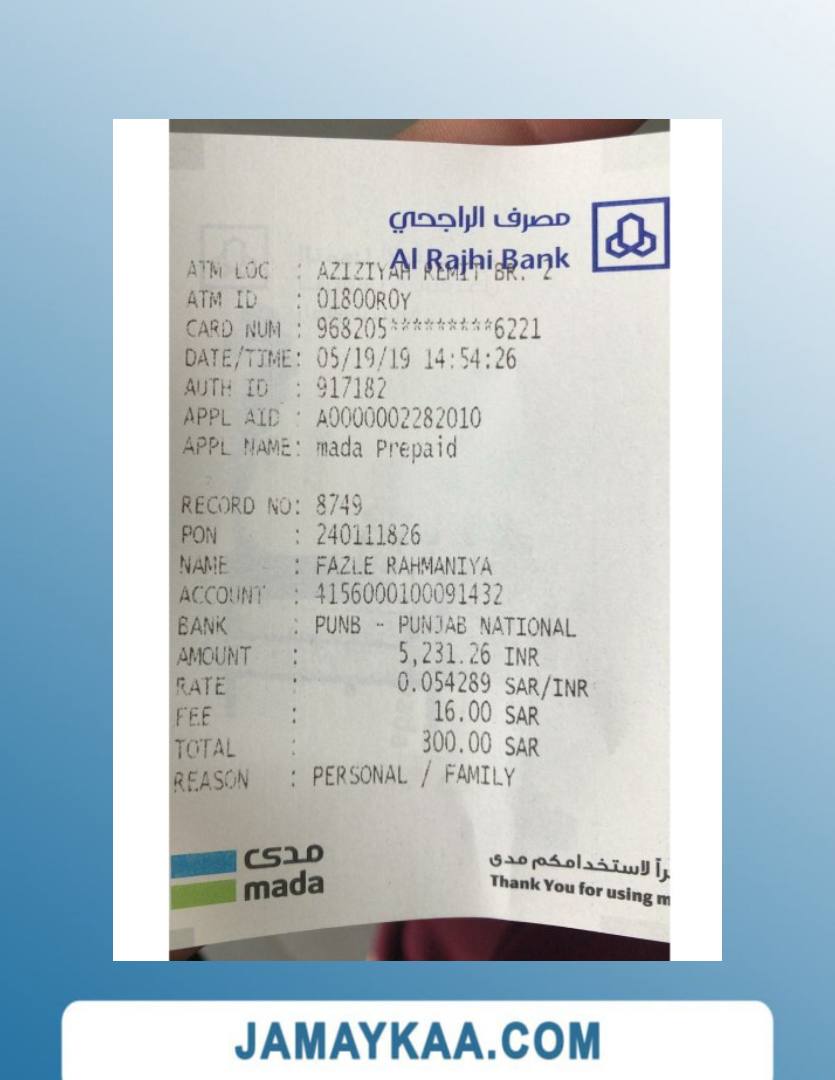 مصرف الراجحي
Al Rajhi Bank
ATM LOC : AZIZIYAH REMIT BR. 2
ATM ID : 01800ROY
CARD NUM : 968205*********6221
DATE/TIME: 05/19/19 14:54:26
AUTH ID : 917182
APPL AID : A0000002282010
APPL NAME: mada Prepaid
RECORD NO: 8749
PON : 240111826
NAME : FAZLE RAHMANIYA
ACCOUNT : 4156000100091432
BANK : PUNB - PUNJAB NATIONAL
AMOUNT : 5,231.26 INR
RATE : 0.054289 SAR/INR
FEE : 16.00 SAR
TOTAL : 300.00 SAR
REASON : PERSONAL / FAMILY
مدى
mada
راً لاستخدامكم مدى
Thank You for using m
JAMAYKAA.COM